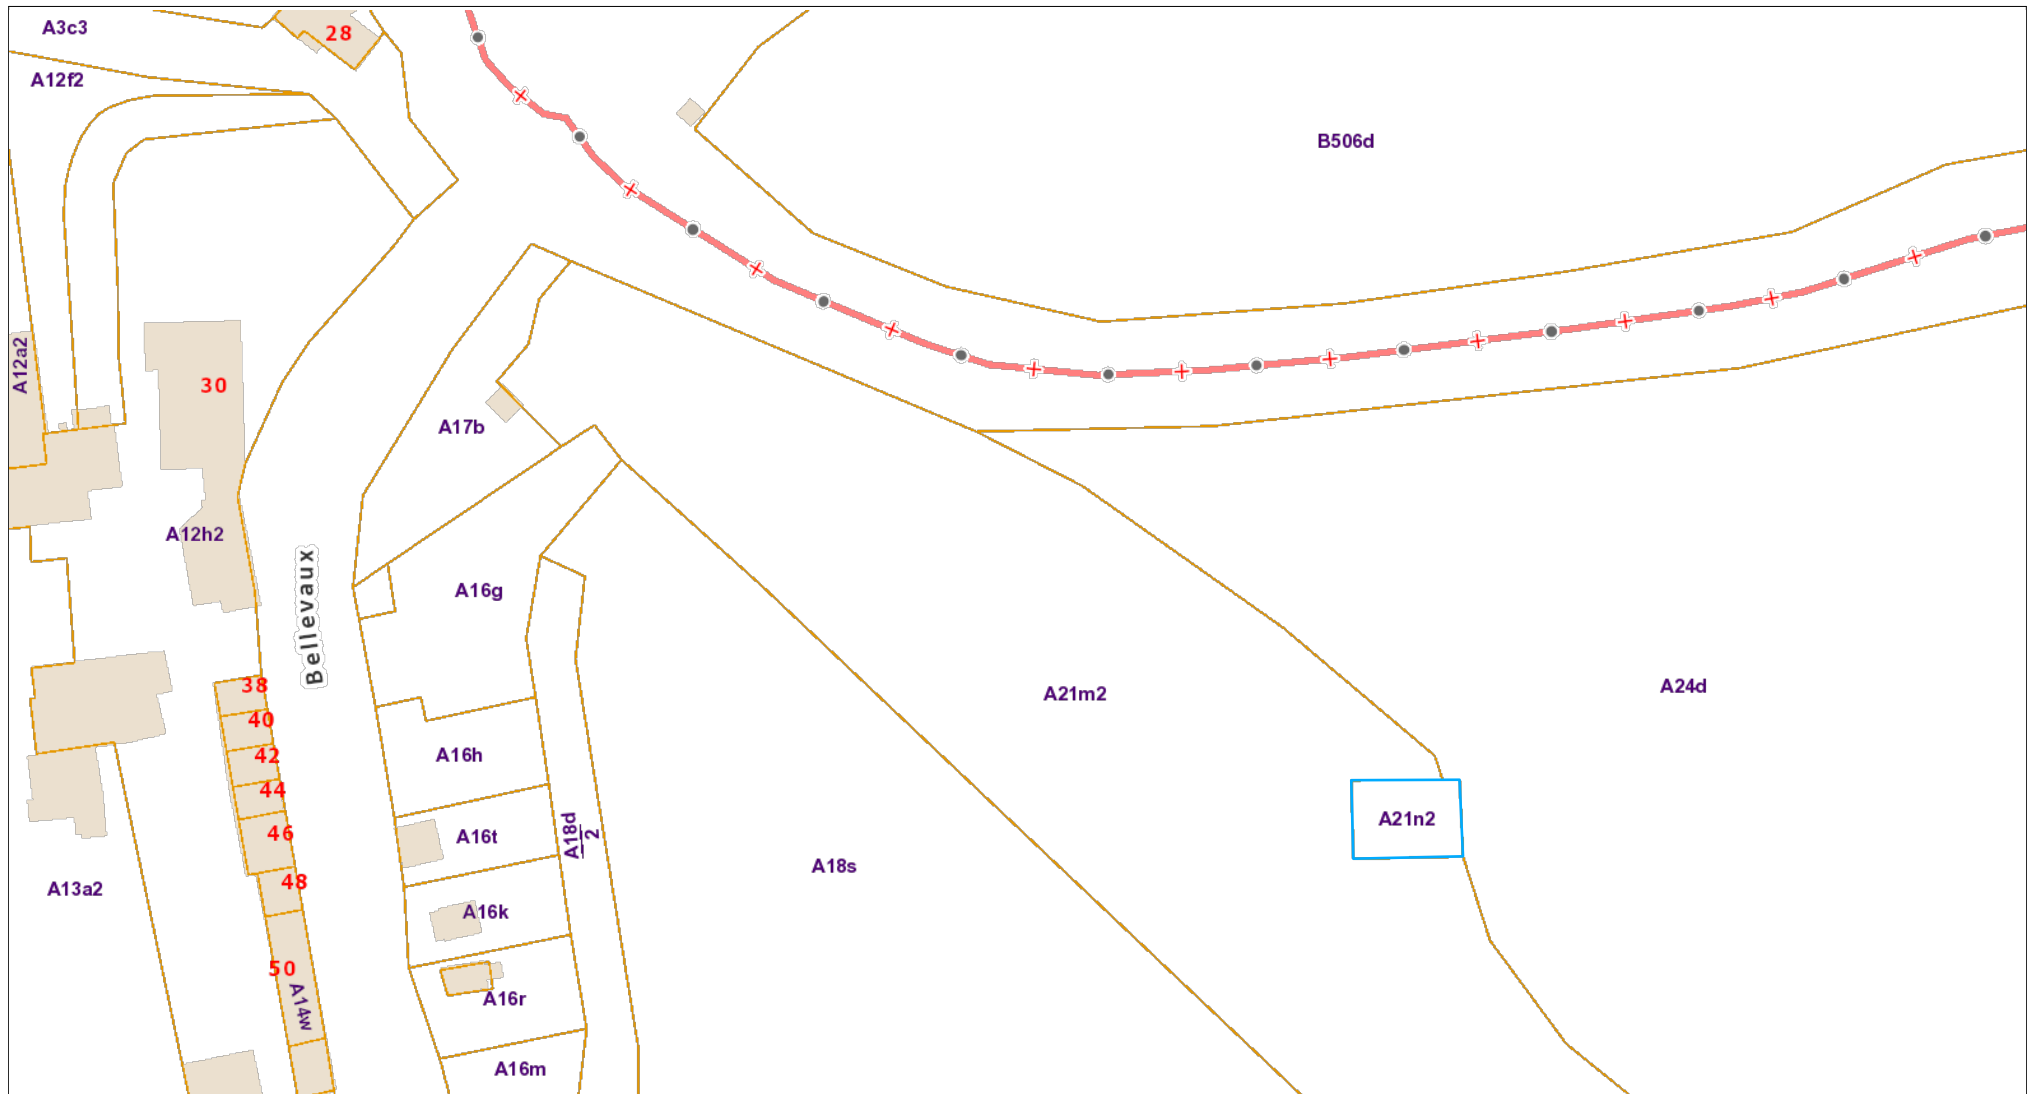 A3c3
28
A12f2
B506d
A12a2
30
A17b
A12h2
Bellevaux
A16g
38
A21m2
A24d
40
42
A16h
44
46
A16t
A18d
2
A21n2
A18s
48
A13a2
A16k
50
A14w
A16r
A16m